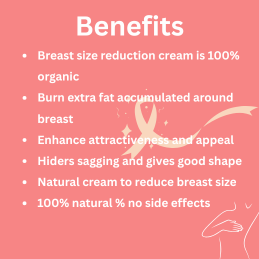 Benefits
• Breast size reduction cream is 100%
organic
• Burn extra fat accumulated around
breast
• Enhance attractiveness and appeal
• Hiders sagging and gives good shape
• Natural cream to reduce breast size
• 100% natural % no side effects